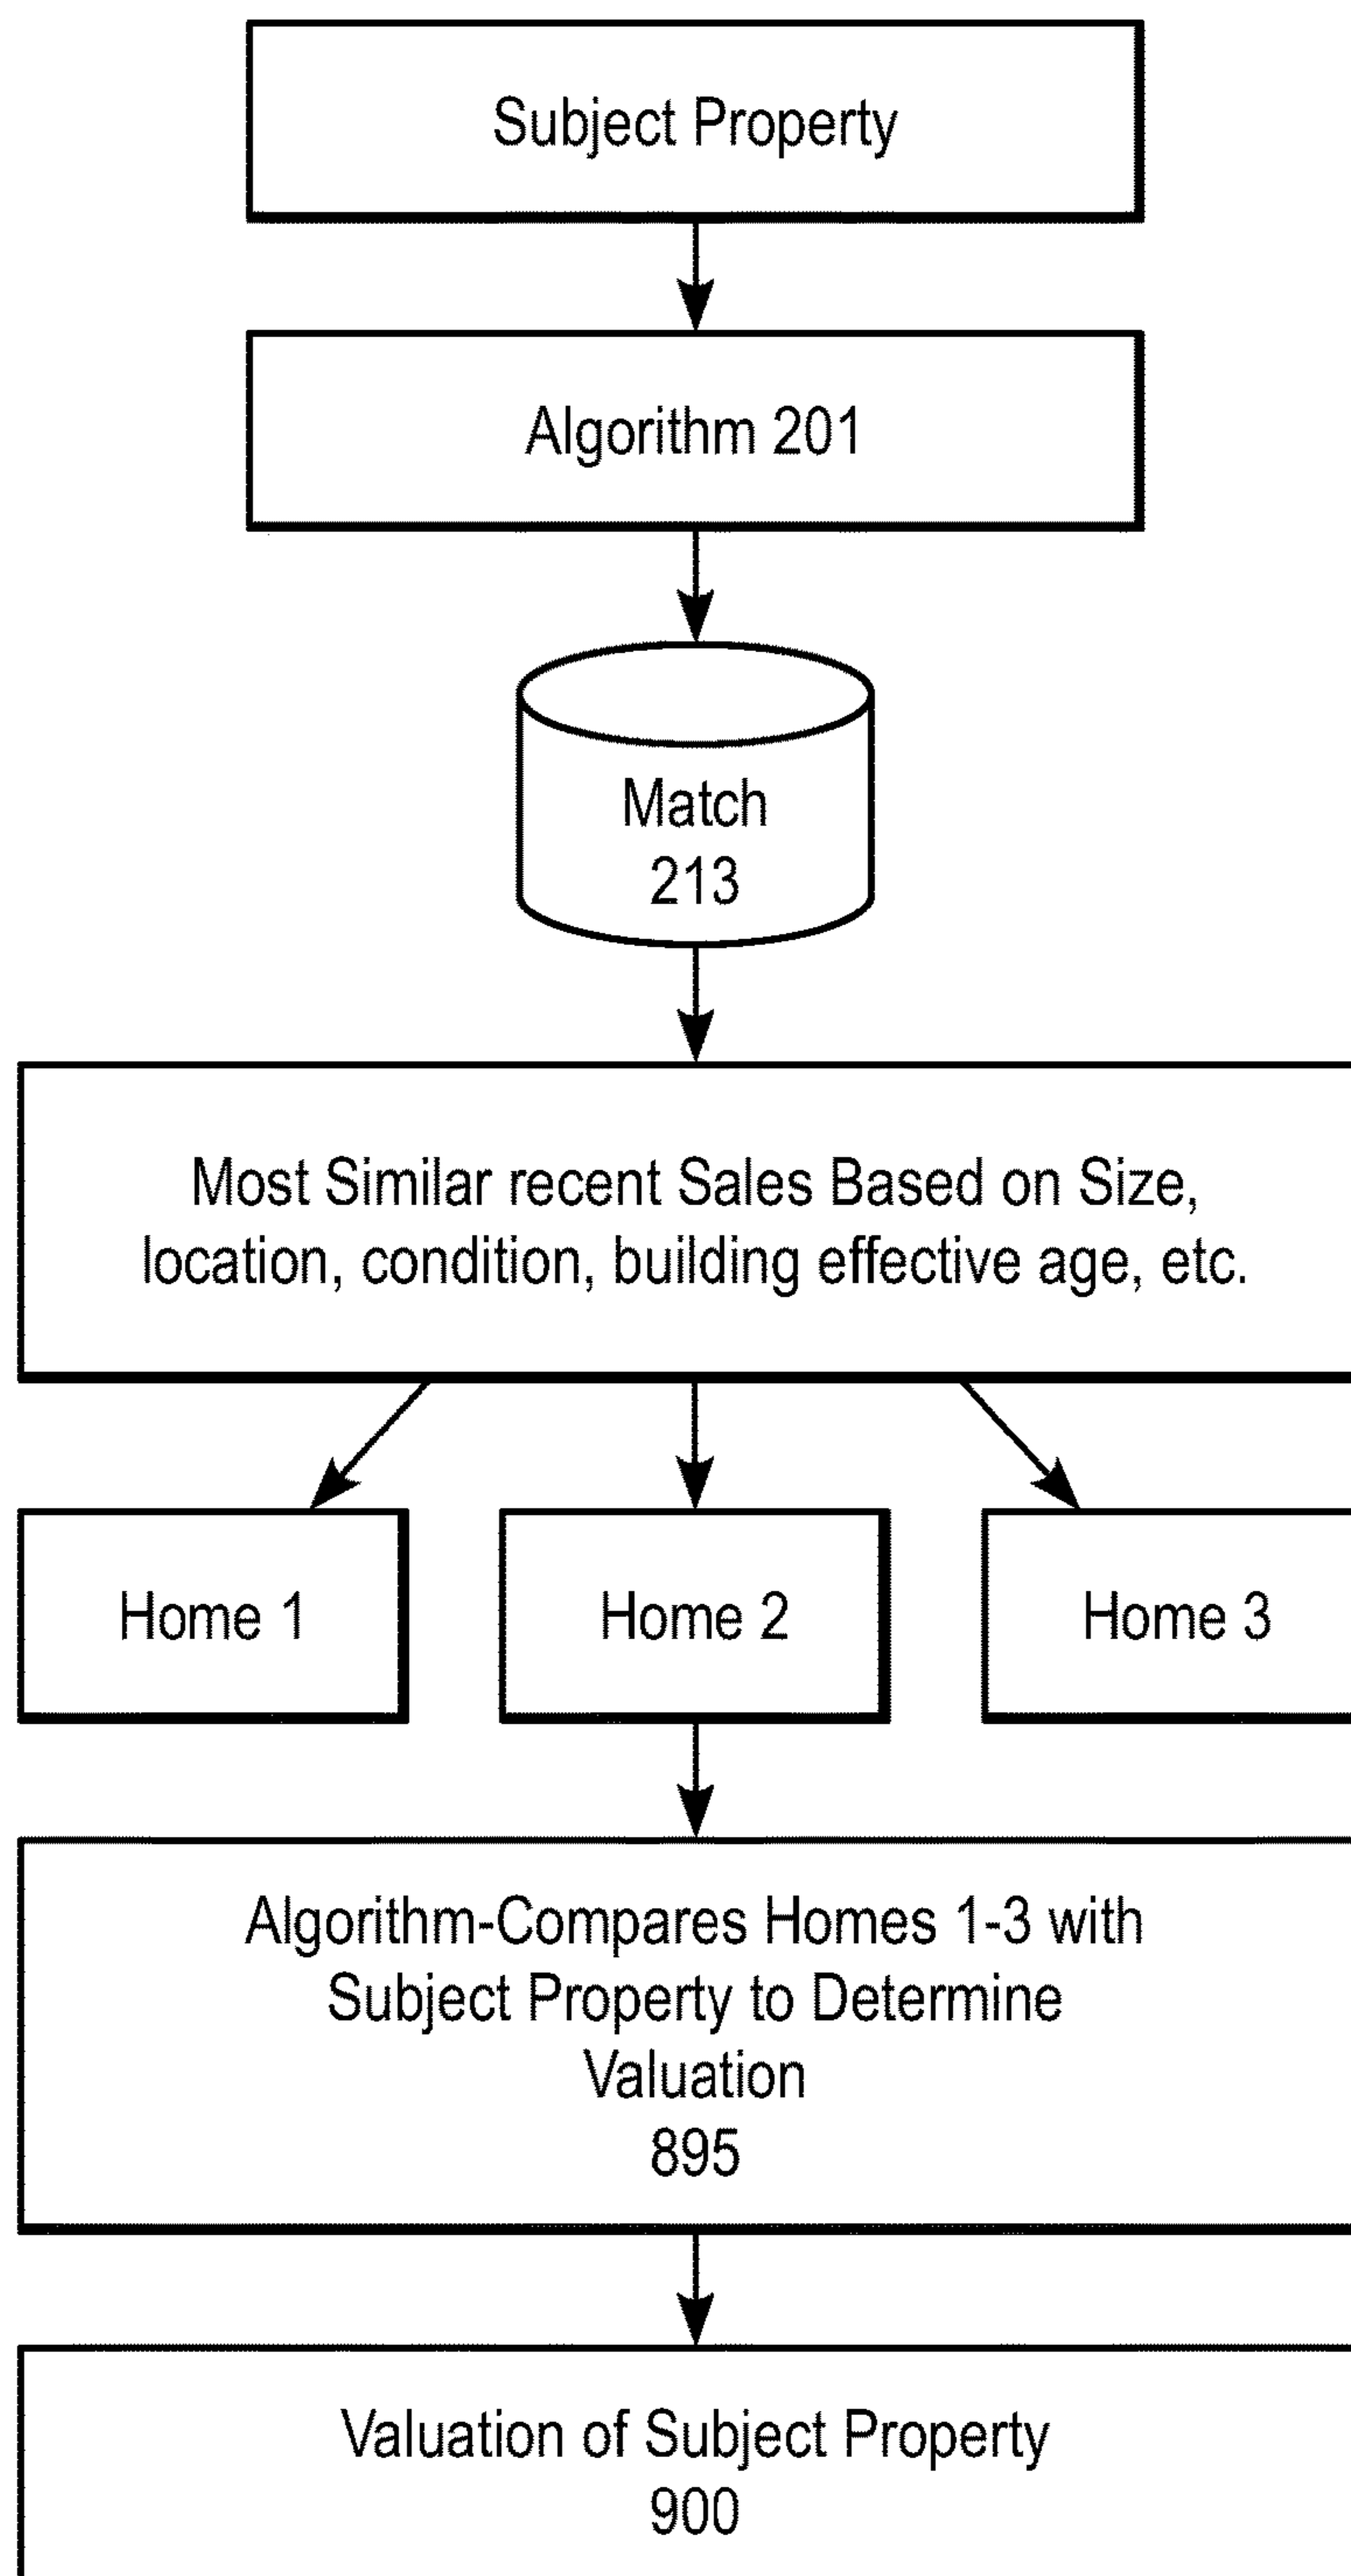 Subject Property
Algorithm 201
Match
213
Most Similar recent Sales Based on Size,
location, condition, building effective age, etc.
Home 1
Home 2
Home 3
Algorithm-Compares Homes 1-3 with
Subject Property to Determine
Valuation
895
Valuation of Subject Property
900